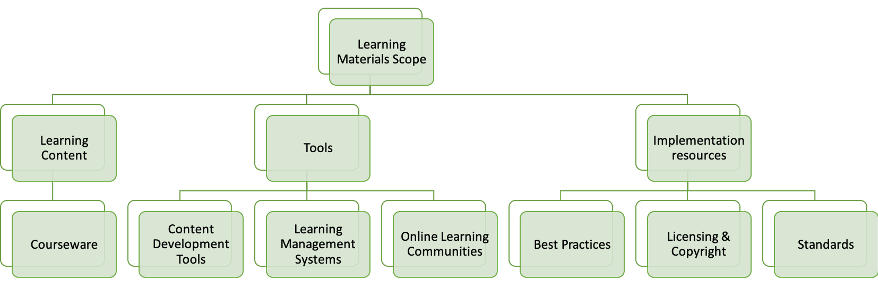 Learning
Materials Scope
Learning
Content
Tools
Implementation
resources
Courseware
Content
Development
Tools
Learning
Management
Systems
Online Learning
Communities
Best Practices
Licensing &
Copyright
Standards